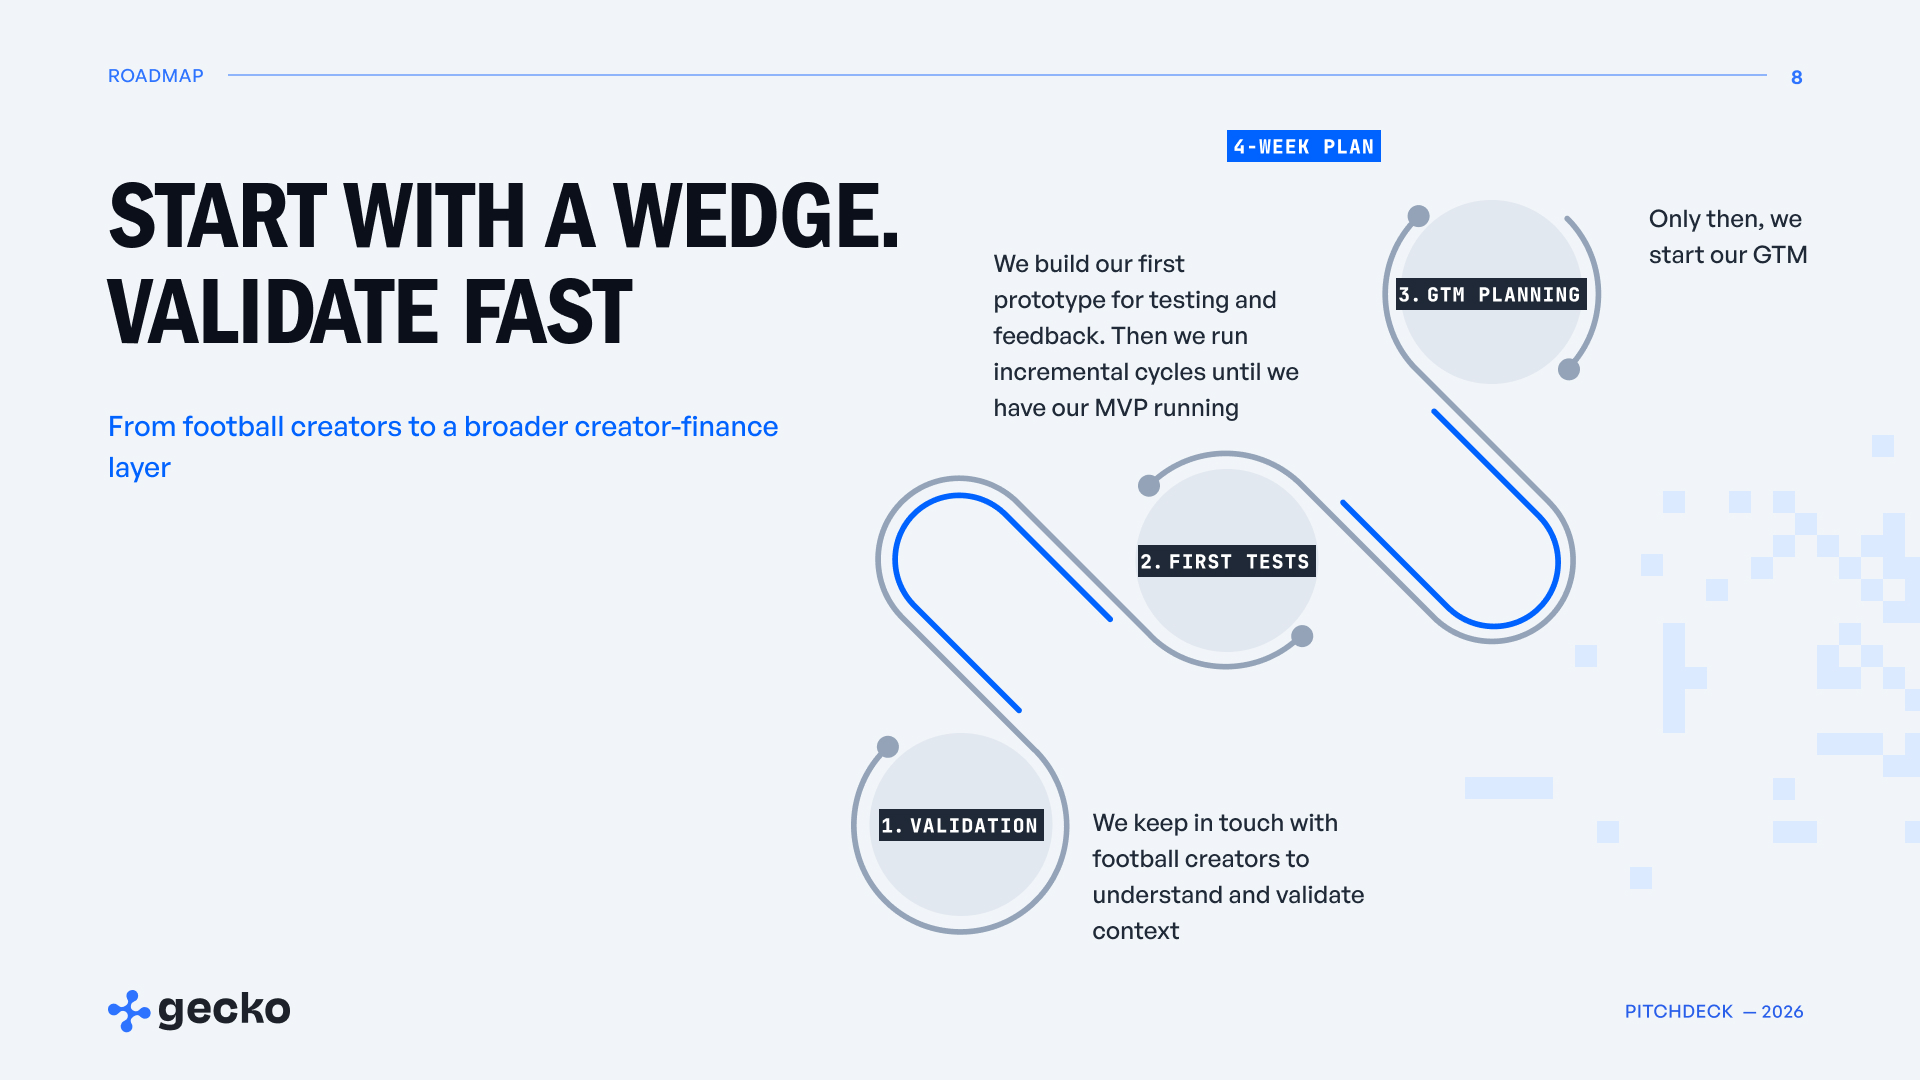 ROADMAP
8
START WITH A WEDGE.
VALIDATE FAST
From football creators to a broader creator-finance
layer
4-WEEK PLAN
Only then, we
start our GTM
3. GTM PLANNING
We build our first
prototype for testing and
feedback. Then we run
incremental cycles until we
have our MVP running
2. FIRST TESTS
1. VALIDATION
We keep in touch with
football creators to
understand and validate
context
gecko
PITCHDECK — 2026